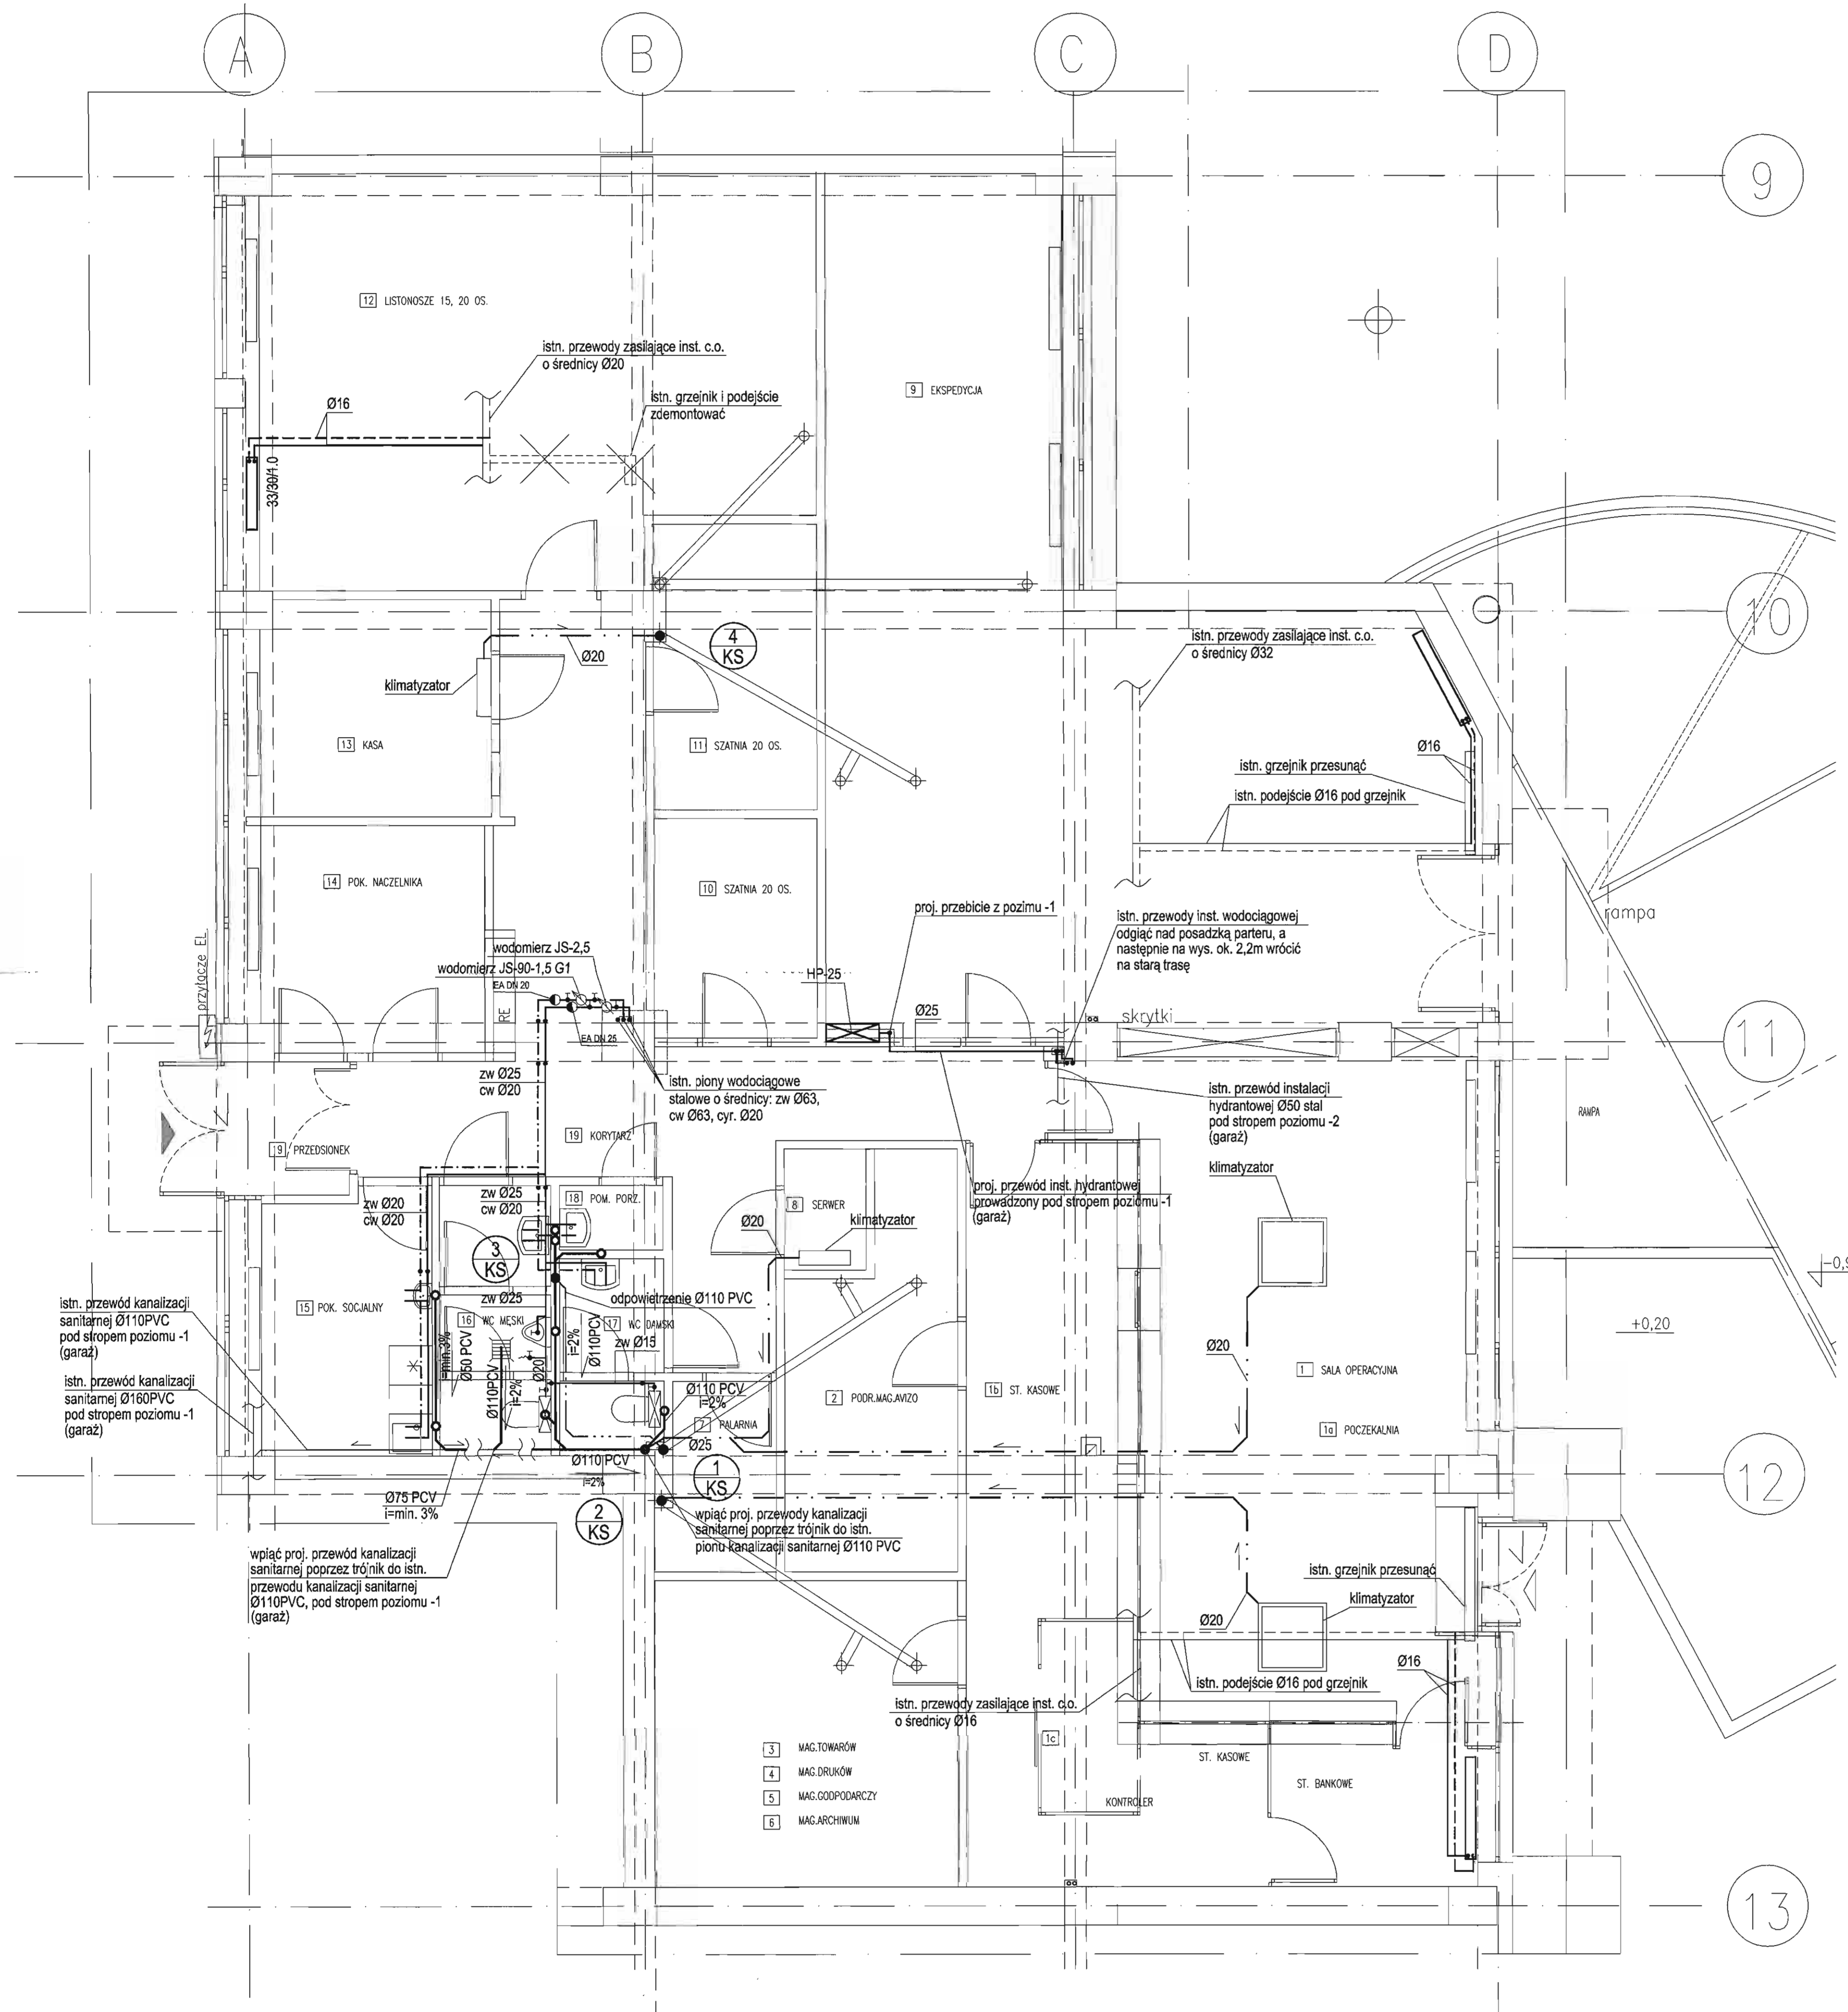 A
B
C
D
9
12 LISTONOSZE 15, 20 OS.
istn. przewody zasilające inst. c.o.
o średnicy Ø20
istn. grzejnik i podejście
zdemontować
9 EKSPEDYCJA
Ø16
33/30/1.0
10
4
KS
Ø20
klimatyzator
istn. przewody zasilające inst. c.o.
o średnicy Ø32
13 KASA
11 SZATNIA 20 OS.
Ø16
istn. grzejnik przesunąć
istn. podejście Ø16 pod grzejnik
14 POK. NACZELNIKA
10 SZATNIA 20 OS.
proj. przebicie z pozimu -1
istn. przewody inst. wodociągowej
odgiąć nad posadzką parteru, a
następnie na wys. ok. 2,2m wrócić
na starą trasę
rampa
przyłącze EL
wodomierz JS-2,5
wodomierz JS-90-1,5 G1
EA DN 20
HP-25
RE
EA DN 25
Ø25
skrytki
11
zw Ø25
cw Ø20
istn. piony wodociągowe
stalowe o średnicy: zw Ø63,
cw Ø63, cyr. Ø20
istn. przewód instalacji
hydrantowej Ø50 stal
pod stropem poziomu -2
(garaż)
RAMPA
19 PRZEDSIONEK
19 KORYTARZ
klimatyzator
zw Ø20
cw Ø20
zw Ø25
cw Ø20
18 POM. PORZ.
8 SERWER
proj. przewód inst. hydrantowej
prowadzony pod stropem poziomu -1
(garaż)
Ø20
klimatyzator
3
KS
istn. przewód kanalizacji
sanitarnej Ø110PVC
pod stropem poziomu -1
(garaż)
15 POK. SOCJALNY
zw Ø25
odpowietrzenie Ø110 PVC
16 WC MĘSKI
17 WC DAMSKI
zw Ø15
+0,20
i=min.3%
Ø50 PCV
Ø110PCV
i=2%
Ø20
i=2%
Ø110PCV
Ø20
1 SALA OPERACYJNA
istn. przewód kanalizacji
sanitarnej Ø160PVC
pod stropem poziomu -1
(garaż)
Ø110 PCV
i=2%
7 PALARNIA
2 PODR.MAG.AVIZO
1b ST. KASOWE
1a POCZEKALNIA
Ø25
Ø110 PCV
i=2%
1
KS
12
Ø75 PCV
i=min. 3%
2
KS
wpiąć proj. przewody kanalizacji
sanitarnej poprzez trójnik do istn.
pionu kanalizacji sanitarnej Ø110 PVC
wpiąć proj. przewód kanalizacji
sanitarnej poprzez trójnik do istn.
przewodu kanalizacji sanitarnej
Ø110PVC, pod stropem poziomu -1
(garaż)
istn. grzejnik przesunąć
klimatyzator
Ø20
Ø16
istn. podejście Ø16 pod grzejnik
istn. przewody zasilające inst. c.o.
o średnicy Ø16
1c
3 MAG.TOWARÓW
4 MAG.DRUKÓW
5 MAG.GODPODARCZY
6 MAG.ARCHIWUM
ST. KASOWE
ST. BANKOWE
KONTROLER
13